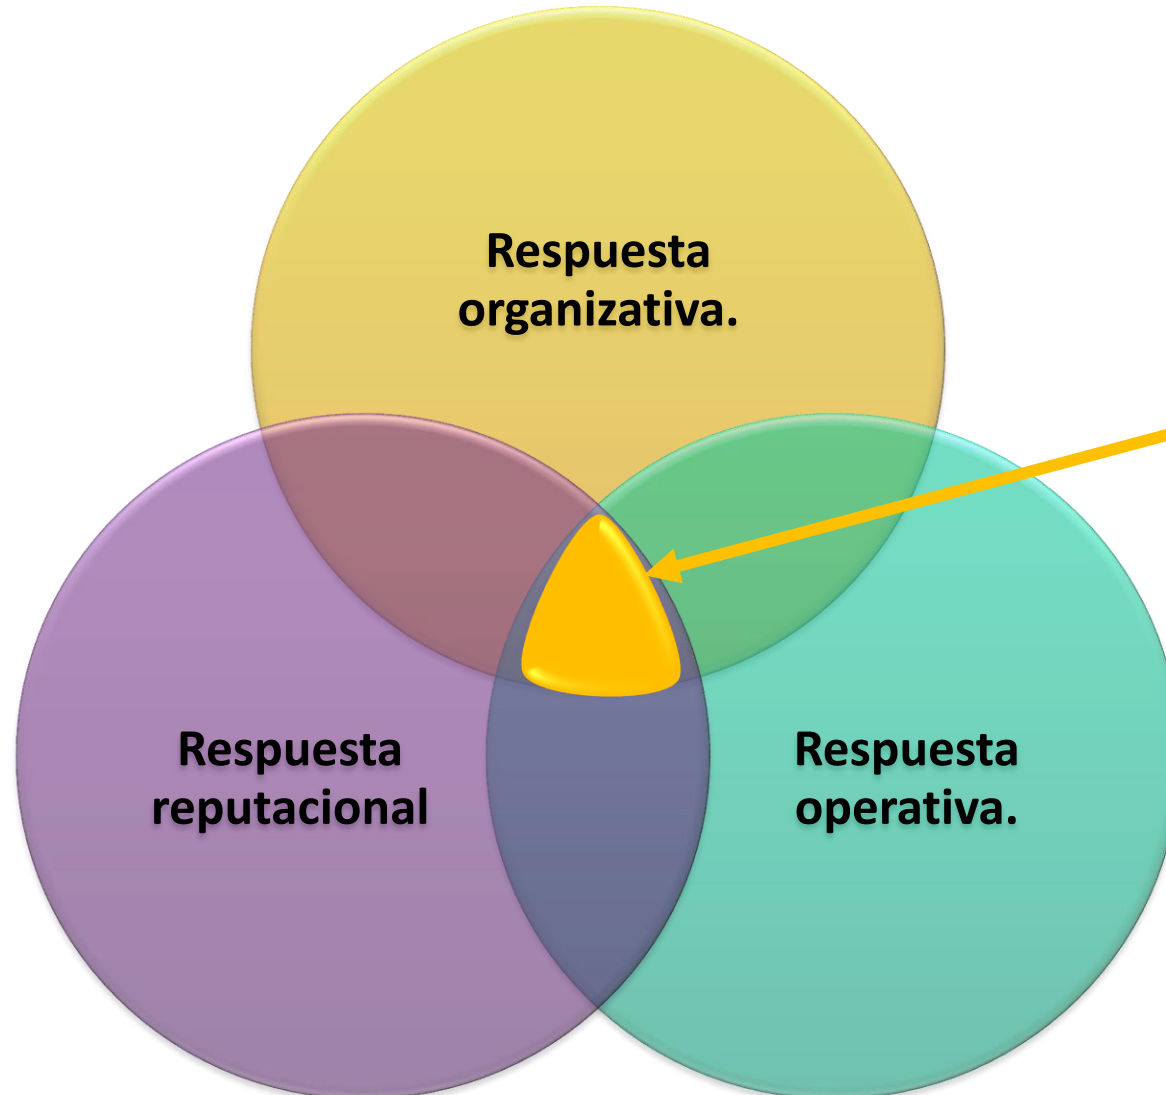 Respuesta
organizativa.
Respuesta
reputacional
Respuesta
operativa.